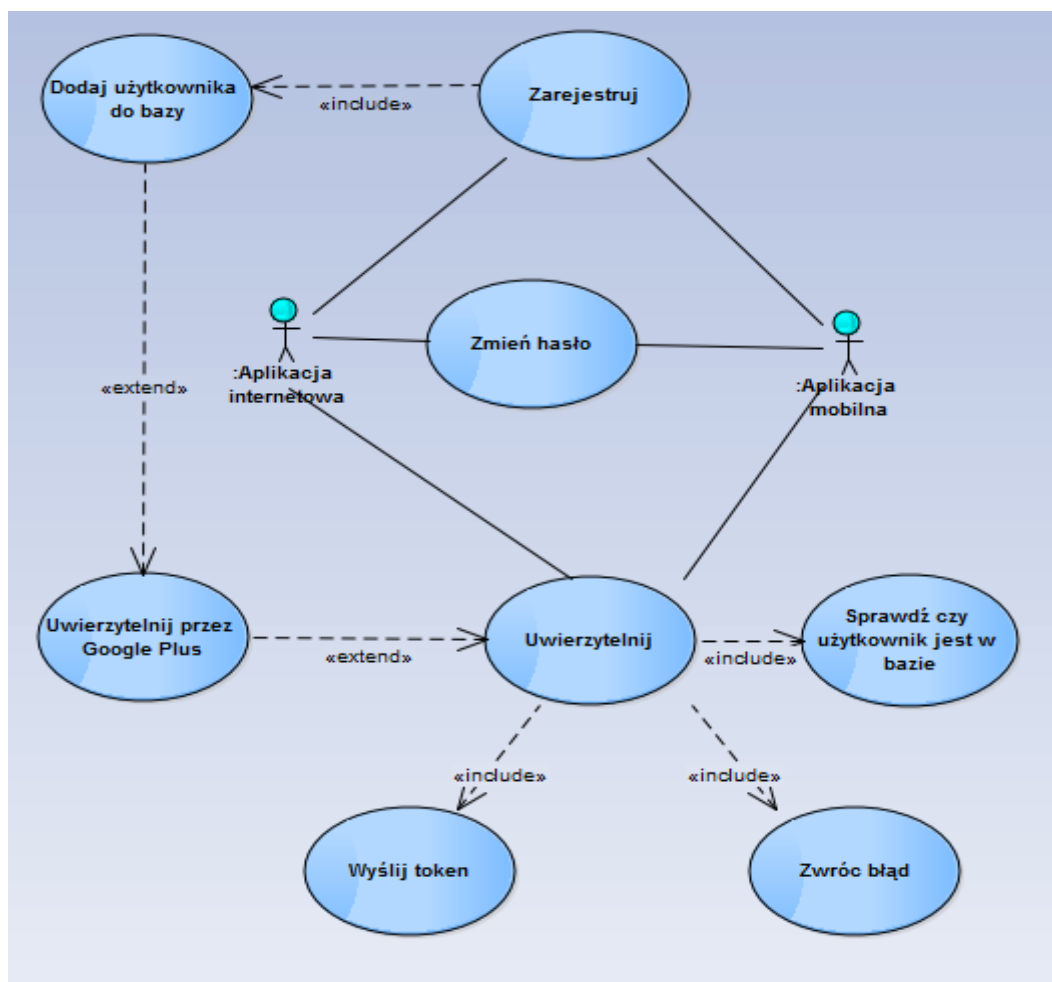 Dodaj użytkownika
do bazy
«include»
Zarejestruj
Zmień hasło
:Aplikacja
internetowa
:Aplikacja
mobilna
«extend»
Uwierzytelnij przez
Google Plus
«extend»
Uwierzytelnij
«include»
Sprawdź czy
użytkownik jest w
bazie
«include»
«include»
Wyślij token
Zwróc błąd